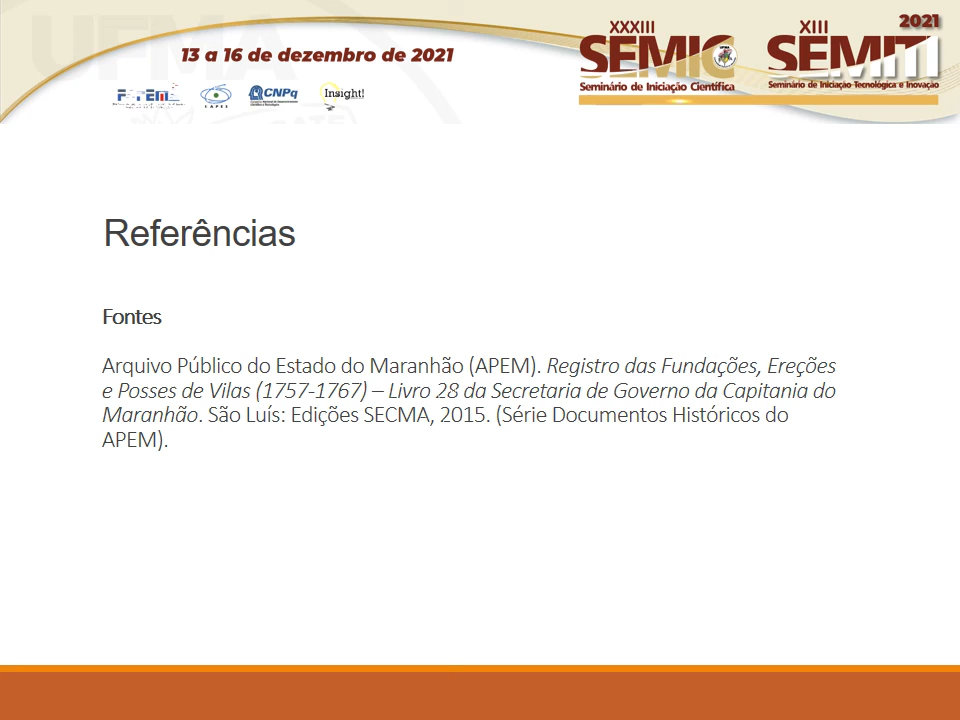 XXXIII
XIII
2021
13 a 16 de dezembro de 2021
SEMIC
SEMITI
Seminário de Iniciação Científica
Seminário de Iniciação Tecnológica e Inovação
UFMA
FAPEMA
CAPES
CNPq
Insight!
Referências
Fontes
Arquivo Público do Estado do Maranhão (APEM). Registro das Fundações, Ereções
e Posses de Vilas (1757-1767) – Livro 28 da Secretaria de Governo da Capitania do
Maranhão. São Luís: Edições SECMA, 2015. (Série Documentos Históricos do
APEM).